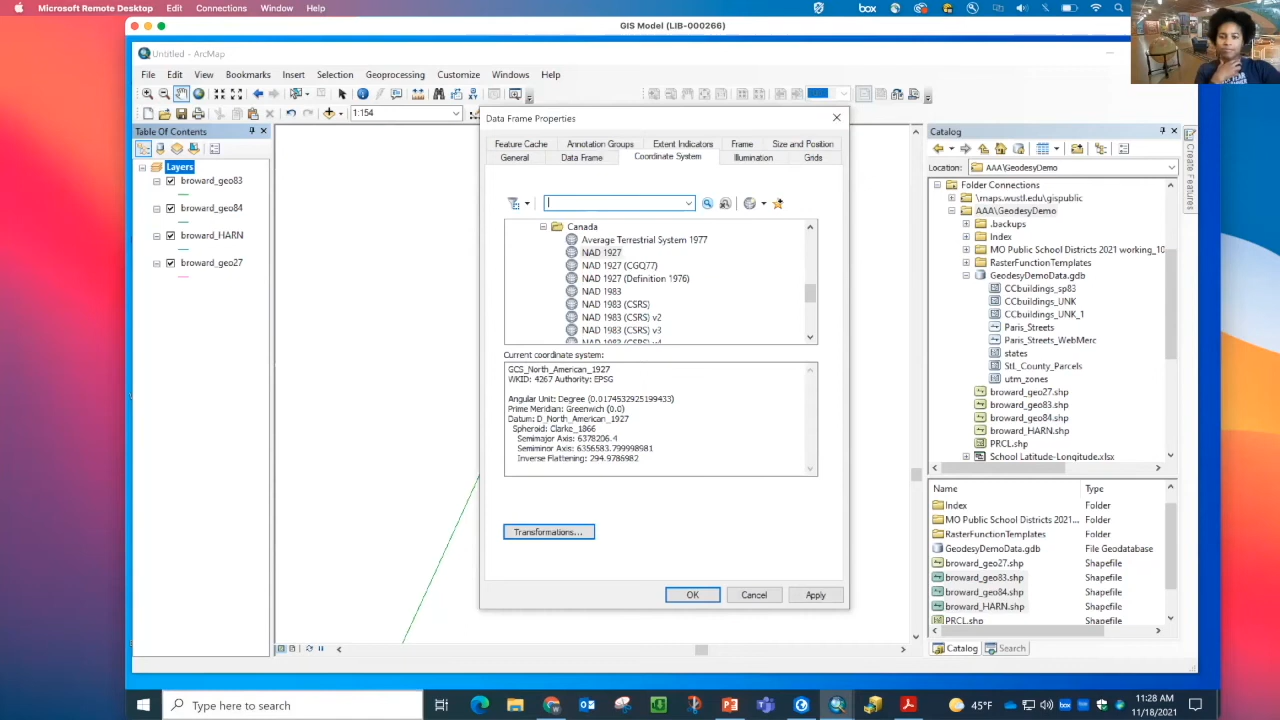 Microsoft Remote Desktop Edit Connections Window Help
box
GIS Model (LIB-000266)
Untitled - ArcMap
File Edit View Bookmarks Insert Selection Geoprocessing Customize Windows Help
1:154
Table Of Contents
Layers
broward_geo83
broward_geo84
broward_HARN
broward_geo27
Data Frame Properties
Feature Cache Annotation Groups Extent Indicators Frame Size and Position
General Data Frame Coordinate System Illumination Grids
Canada
Average Terrestrial System 1977
NAD 1927
NAD 1927 (CGQ77)
NAD 1927 (Definition 1976)
NAD 1983
NAD 1983 (CSRS)
NAD 1983 (CSRS) v2
NAD 1983 (CSRS) v3
NAD 1983 (CSRS) v4
Current coordinate system:
GCS_North_American_1927
WKID: 4267 Authority: EPSG
Angular Unit: Degree (0.0174532925199433)
Prime Meridian: Greenwich (0.0)
Datum: D_North_American_1927
Spheroid: Clarke_1866
Semimajor Axis: 6378206.4
Semiminor Axis: 6356583.799998981
Inverse Flattening: 294.9786982
Transformations...
OK Cancel Apply
Catalog
Location: AAA\GeodesyDemo
Folder Connections
\maps.wustl.edu\gispublic
AAA\GeodesyDemo
.backups
Index
MO Public School Districts 2021 working_10
RasterFunctionTemplates
GeodesyDemoData.gdb
CCbuildings_sp83
CCbuildings_UNK
CCbuildings_UNK_1
Paris_Streets
Paris_Streets_WebMerc
states
StL_County_Parcels
utm_zones
broward_geo27.shp
broward_geo83.shp
broward_geo84.shp
broward_HARN.shp
PRCL.shp
School Latitude-Longitude.xlsx
Name Type
Index Folder
MO Public School Districts 2021... Folder
RasterFunctionTemplates Folder
GeodesyDemoData.gdb File Geodatabase
broward_geo27.shp Shapefile
broward_geo83.shp Shapefile
broward_geo84.shp Shapefile
broward_HARN.shp Shapefile
PRCL.shp Shapefile
Catalog Search
Create Features
Type here to search
45°F
box
11:28 AM
11/18/2021